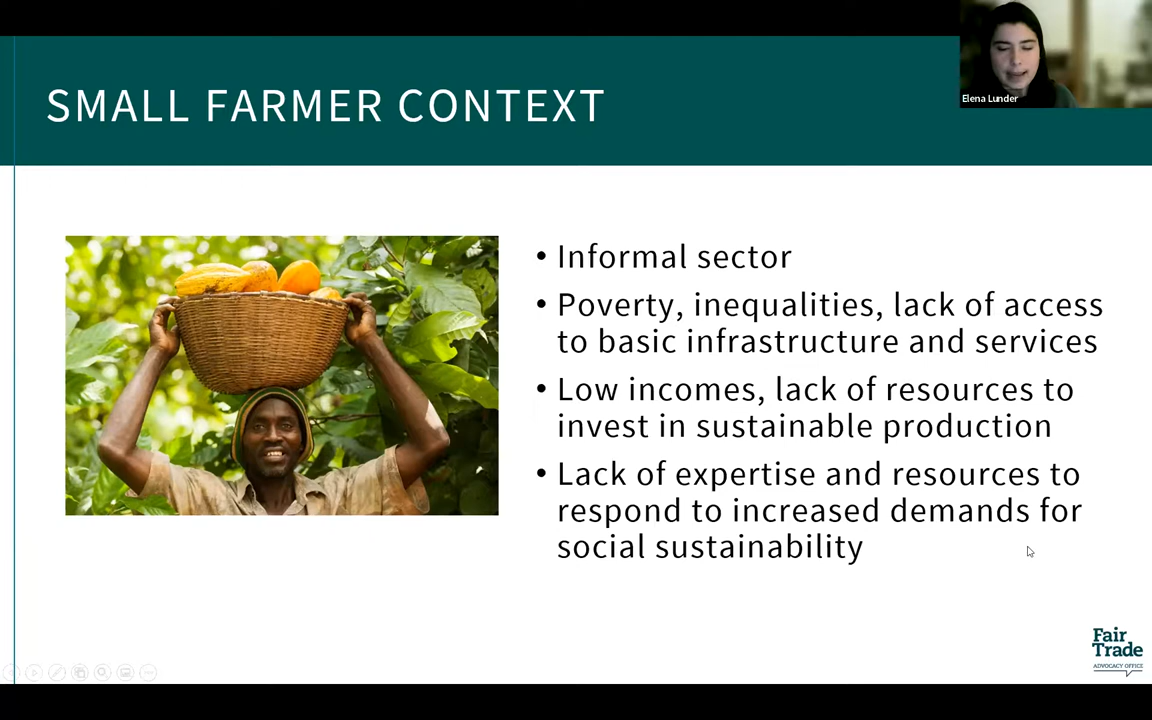 Elena Lunder
SMALL FARMER CONTEXT
• Informal sector
• Poverty, inequalities, lack of access
to basic infrastructure and services
• Low incomes, lack of resources to
invest in sustainable production
• Lack of expertise and resources to
respond to increased demands for
social sustainability
Fair
Trade
ADVOCACY OFFICE